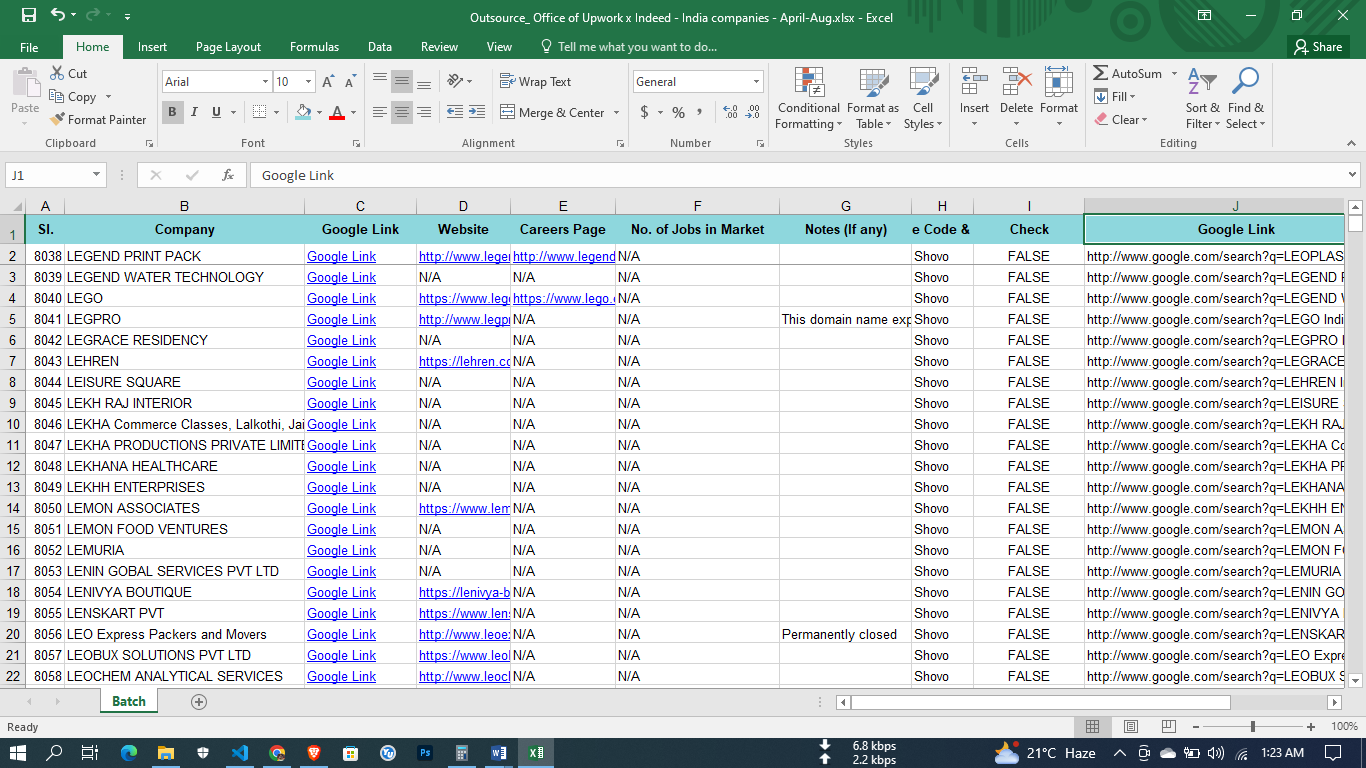 Outsource_ Office of Upwork x Indeed - India companies - April-Aug.xlsx - Excel
File Home Insert Page Layout Formulas Data Review View Tell me what you want to do... Share
Paste Cut Copy Format Painter Clipboard
Arial 10 B I U A Font
Wrap Text Merge & Center Alignment
General $ % , Number
Conditional Formatting Format as Table Cell Styles Styles
Insert Delete Format Cells
AutoSum Fill Clear Sort & Filter Find & Select Editing
J1 fx Google Link
A B C D E F G H I J
1 Sl. Company Google Link Website Careers Page No. of Jobs in Market Notes (If any) e Code & Check Google Link
2 8038 LEGEND PRINT PACK Google Link http://www.lege http://www.legend N/A Shovo FALSE http://www.google.com/search?q=LEOPLAS
3 8039 LEGEND WATER TECHNOLOGY Google Link N/A N/A N/A Shovo FALSE http://www.google.com/search?q=LEGEND
4 8040 LEGO Google Link https://www.leg https://www.lego. N/A Shovo FALSE http://www.google.com/search?q=LEGEND
5 8041 LEGPRO Google Link http://www.legp N/A N/A This domain name exp Shovo FALSE http://www.google.com/search?q=LEGO Indi
6 8042 LEGRACE RESIDENCY Google Link N/A N/A N/A Shovo FALSE http://www.google.com/search?q=LEGPRO
7 8043 LEHREN Google Link https://lehren.co N/A N/A Shovo FALSE http://www.google.com/search?q=LEGRACE
8 8044 LEISURE SQUARE Google Link N/A N/A N/A Shovo FALSE http://www.google.com/search?q=LEHREN
9 8045 LEKH RAJ INTERIOR Google Link N/A N/A N/A Shovo FALSE http://www.google.com/search?q=LEISURE
10 8046 LEKHA Commerce Classes, Lalkothi, Jai Google Link N/A N/A N/A Shovo FALSE http://www.google.com/search?q=LEKH RAJ
11 8047 LEKHA PRODUCTIONS PRIVATE LIMITE Google Link N/A N/A N/A Shovo FALSE http://www.google.com/search?q=LEKHA Co
12 8048 LEKHANA HEALTHCARE Google Link N/A N/A N/A Shovo FALSE http://www.google.com/search?q=LEKHA PR
13 8049 LEKHH ENTERPRISES Google Link N/A N/A N/A Shovo FALSE http://www.google.com/search?q=LEKHANA
14 8050 LEMON ASSOCIATES Google Link https://www.lem N/A N/A Shovo FALSE http://www.google.com/search?q=LEKHH EN
15 8051 LEMON FOOD VENTURES Google Link N/A N/A N/A Shovo FALSE http://www.google.com/search?q=LEMON A
16 8052 LEMURIA Google Link N/A N/A N/A Shovo FALSE http://www.google.com/search?q=LEMON FO
17 8053 LENIN GOBAL SERVICES PVT LTD Google Link N/A N/A N/A Shovo FALSE http://www.google.com/search?q=LEMURIA
18 8054 LENIVYA BOUTIQUE Google Link https://lenivya-b N/A N/A Shovo FALSE http://www.google.com/search?q=LENIN GO
19 8055 LENSKART PVT Google Link https://www.len N/A N/A Shovo FALSE http://www.google.com/search?q=LENIVYA
20 8056 LEO Express Packers and Movers Google Link http://www.leoe N/A N/A Permanently closed Shovo FALSE http://www.google.com/search?q=LENSKAR
21 8057 LEOBUX SOLUTIONS PVT LTD Google Link https://www.leo N/A N/A Shovo FALSE http://www.google.com/search?q=LEO Expre
22 8058 LEOCHEM ANALYTICAL SERVICES Google Link http://www.leoc N/A N/A Shovo FALSE http://www.google.com/search?q=LEOBUX S
Batch
Ready 100%
6.8 kbps
2.2 kbps
21°C Haze 1:23 AM